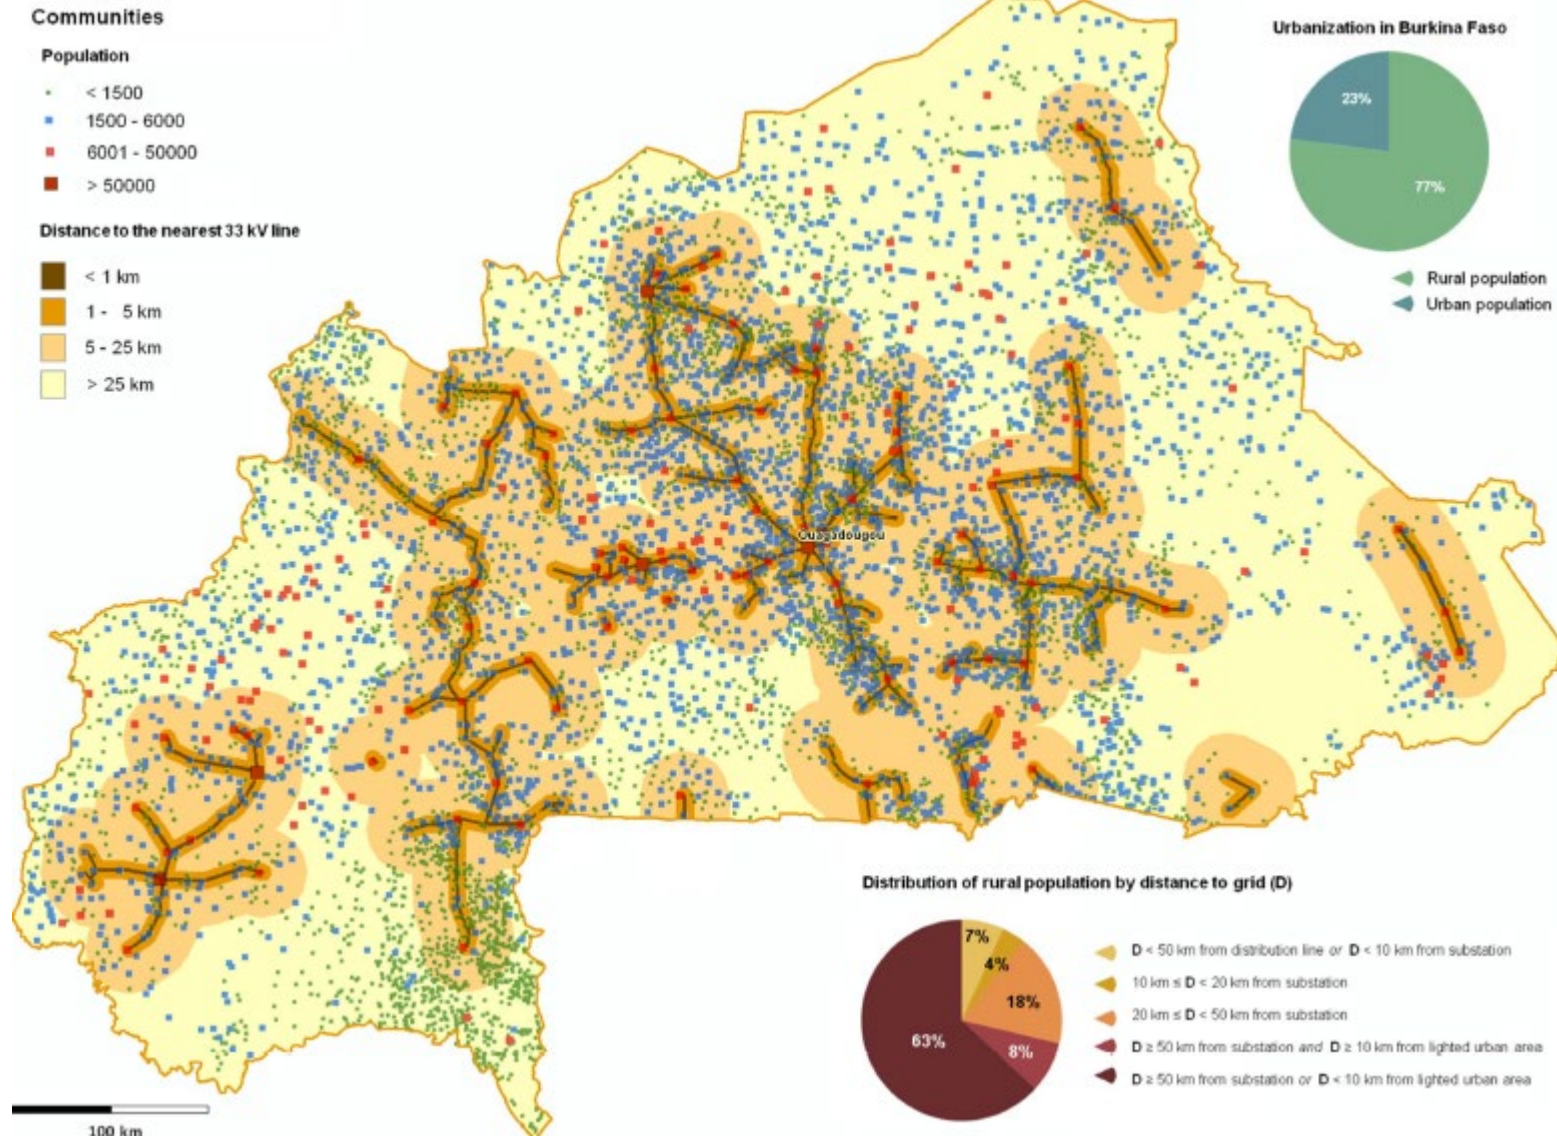 Communities
Population
< 1500
1500 - 6000
6001 - 50000
> 50000
Distance to the nearest 33 kV line
< 1 km
1 - 5 km
5 - 25 km
> 25 km
Urbanization in Burkina Faso
23%
77%
Rural population
Urban population
Ouagadougou
Distribution of rural population by distance to grid (D)
7%
4%
18%
8%
63%
D < 50 km from distribution line or D < 10 km from substation
10 km ≤ D < 20 km from substation
20 km ≤ D < 50 km from substation
D ≥ 50 km from substation and D ≥ 10 km from lighted urban area
D ≥ 50 km from substation or D < 10 km from lighted urban area
100 km